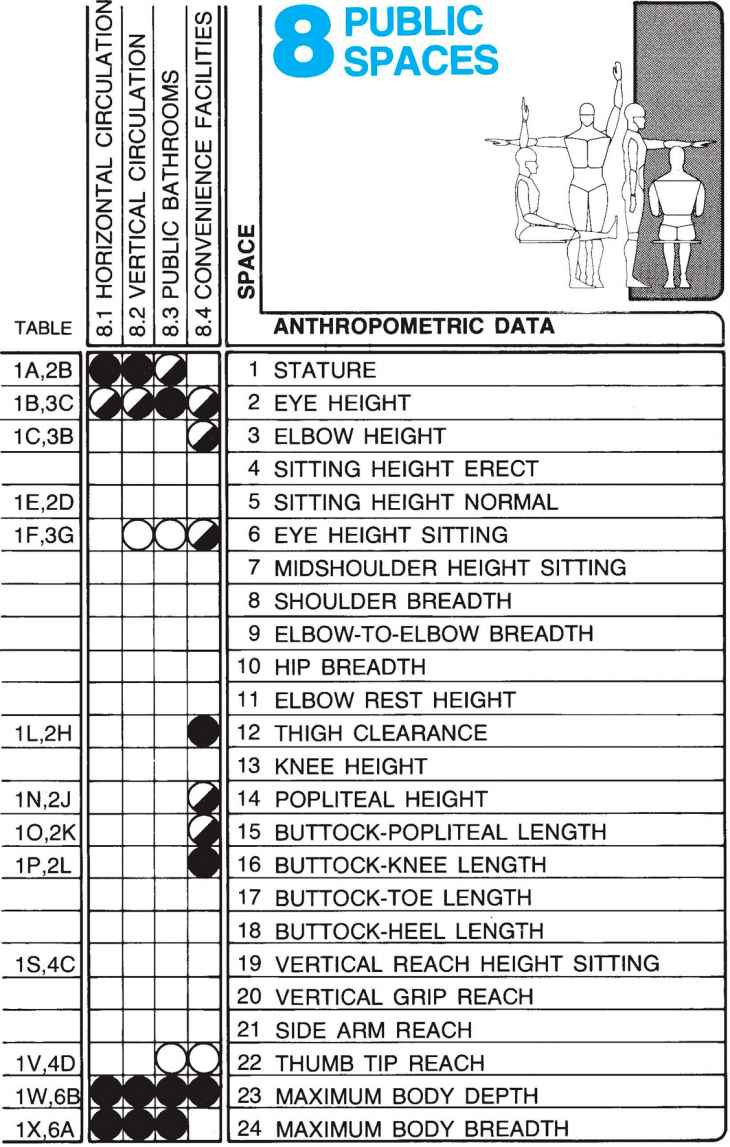 8 PUBLIC
SPACES
8.1 HORIZONTAL CIRCULATION
8.2 VERTICAL CIRCULATION
8.3 PUBLIC BATHROOMS
8.4 CONVENIENCE FACILITIES
SPACE
TABLE
ANTHROPOMETRIC DATA
1A,2B 1 STATURE
1B,3C 2 EYE HEIGHT
1C,3B 3 ELBOW HEIGHT
4 SITTING HEIGHT ERECT
1E,2D 5 SITTING HEIGHT NORMAL
1F,3G 6 EYE HEIGHT SITTING
7 MIDSHOULDER HEIGHT SITTING
8 SHOULDER BREADTH
9 ELBOW-TO-ELBOW BREADTH
10 HIP BREADTH
11 ELBOW REST HEIGHT
1L,2H 12 THIGH CLEARANCE
13 KNEE HEIGHT
1N,2J 14 POPLITEAL HEIGHT
1O,2K 15 BUTTOCK-POPLITEAL LENGTH
1P,2L 16 BUTTOCK-KNEE LENGTH
17 BUTTOCK-TOE LENGTH
18 BUTTOCK-HEEL LENGTH
1S,4C 19 VERTICAL REACH HEIGHT SITTING
20 VERTICAL GRIP REACH
21 SIDE ARM REACH
1V,4D 22 THUMB TIP REACH
1W,6B 23 MAXIMUM BODY DEPTH
1X,6A 24 MAXIMUM BODY BREADTH